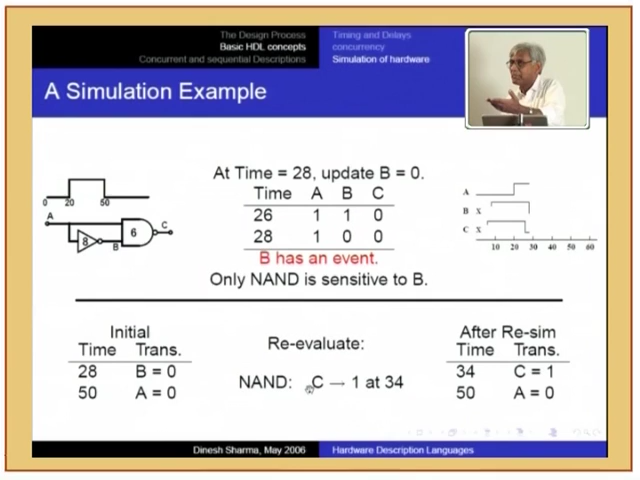 The Design Process
Basic HDL concepts
Concurrent and sequential Descriptions
Timing and Delays
concurrency
Simulation of hardware
A Simulation Example
At Time = 28, update B = 0.
Time A B C
26 1 1 0
28 1 0 0
B has an event.
Only NAND is sensitive to B.
0 20 50
A
8
B
6
C
A
B X
C X
10 20 30 40 50 60
Initial
Time Trans.
28 B = 0
50 A = 0
Re-evaluate:
NAND: C → 1 at 34
After Re-sim
Time Trans.
34 C = 1
50 A = 0
Dinesh Sharma, May 2006
Hardware Description Languages